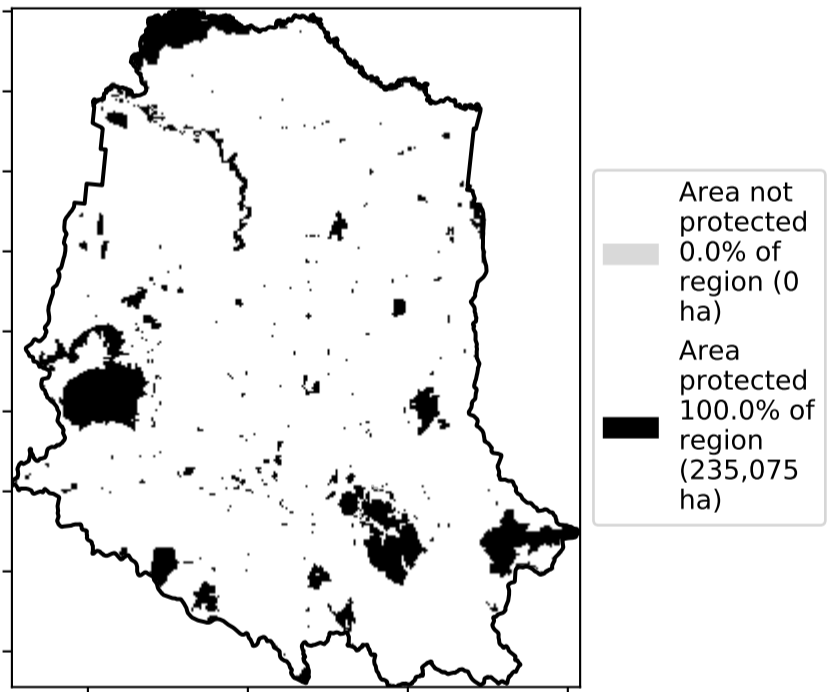 Area not
protected
0.0% of
region (0
ha)
Area
protected
100.0% of
region
(235,075
ha)